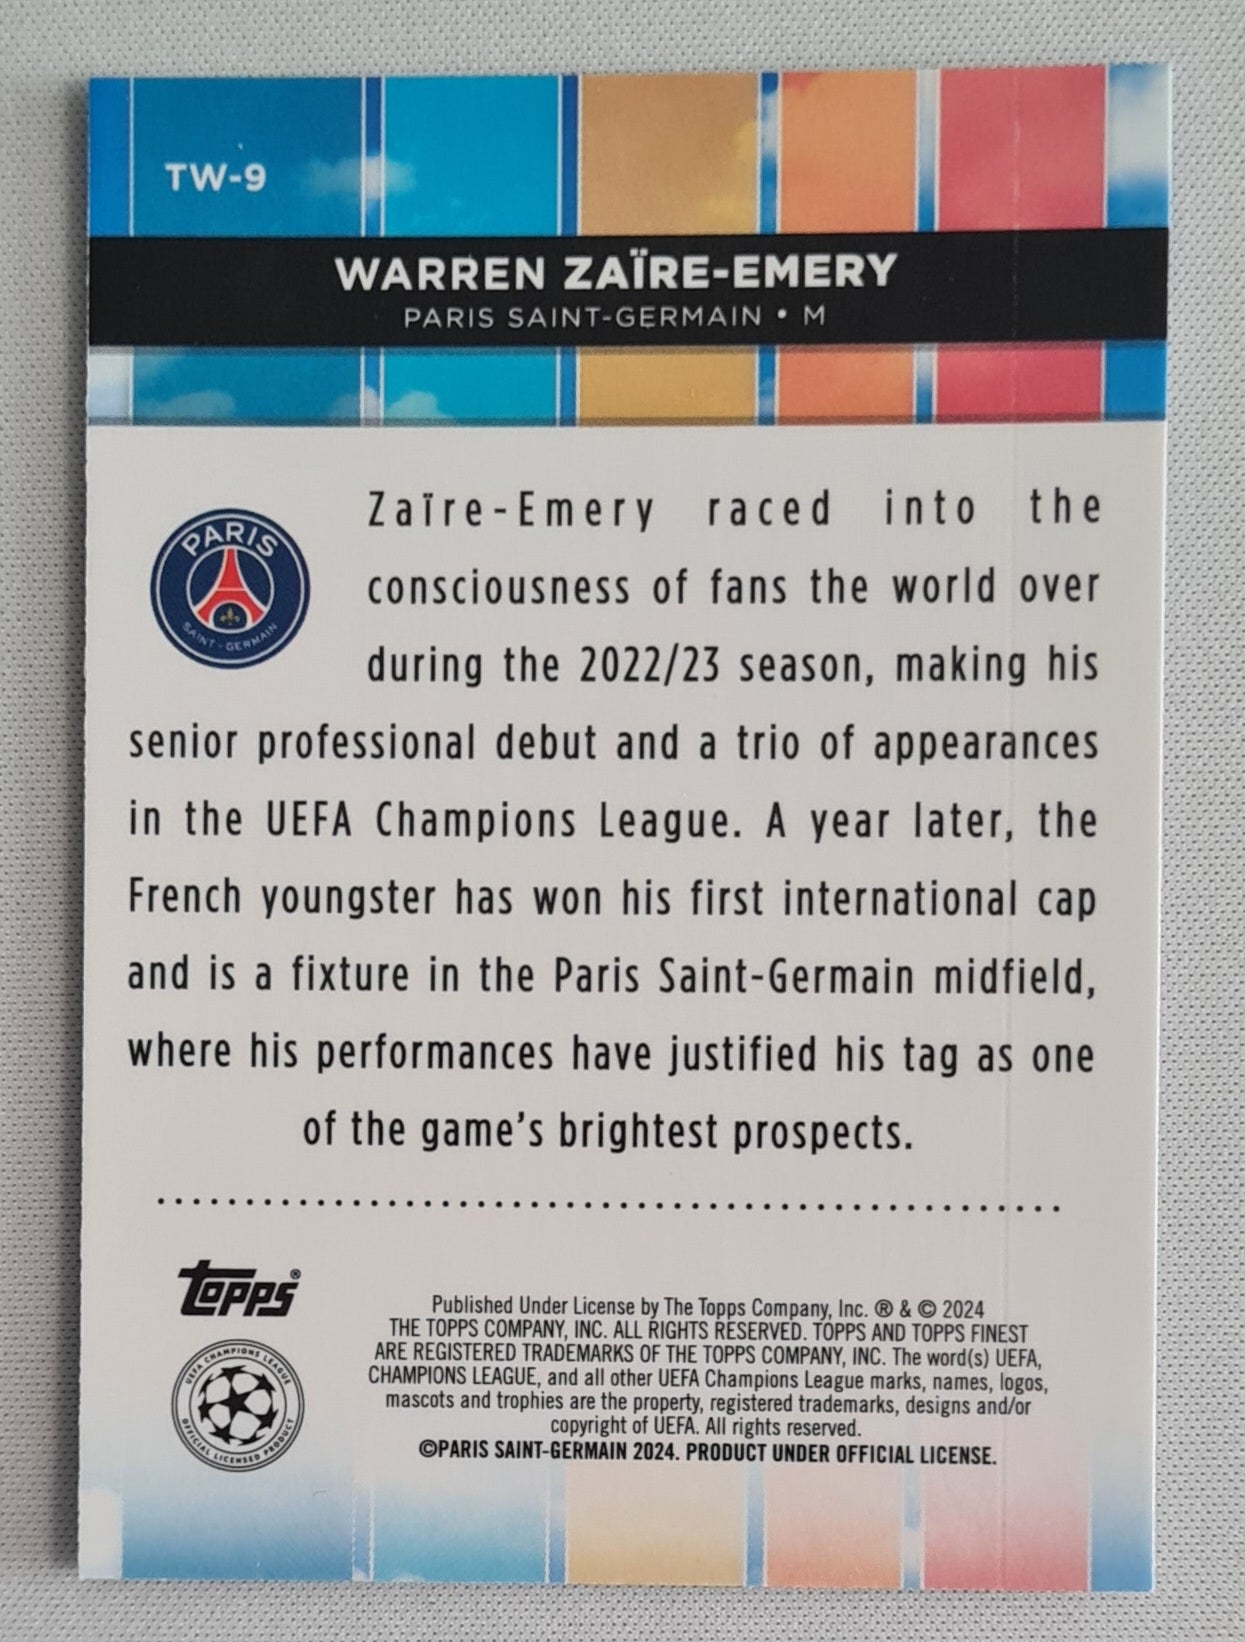 TW-9
WARREN ZAÏRE-EMERY
PARIS SAINT-GERMAIN • M
PARIS
SAINT-GERMAIN
Zaïre-Emery raced into the
consciousness of fans the world over
during the 2022/23 season, making his
senior professional debut and a trio of appearances
in the UEFA Champions League. A year later, the
French youngster has won his first international cap
and is a fixture in the Paris Saint-Germain midfield,
where his performances have justified his tag as one
of the game's brightest prospects.
TOPPS®
UEFA CHAMPIONS LEAGUE
OFFICIAL LICENSED PRODUCT
Published Under License by The Topps Company, Inc. ® & © 2024
THE TOPPS COMPANY, INC. ALL RIGHTS RESERVED. TOPPS AND TOPPS FINEST
ARE REGISTERED TRADEMARKS OF THE TOPPS COMPANY, INC. The word(s) UEFA,
CHAMPIONS LEAGUE, and all other UEFA Champions League marks, names, logos,
mascots and trophies are the property, registered trademarks, designs and/or
copyright of UEFA. All rights reserved.
©PARIS SAINT-GERMAIN 2024. PRODUCT UNDER OFFICIAL LICENSE.